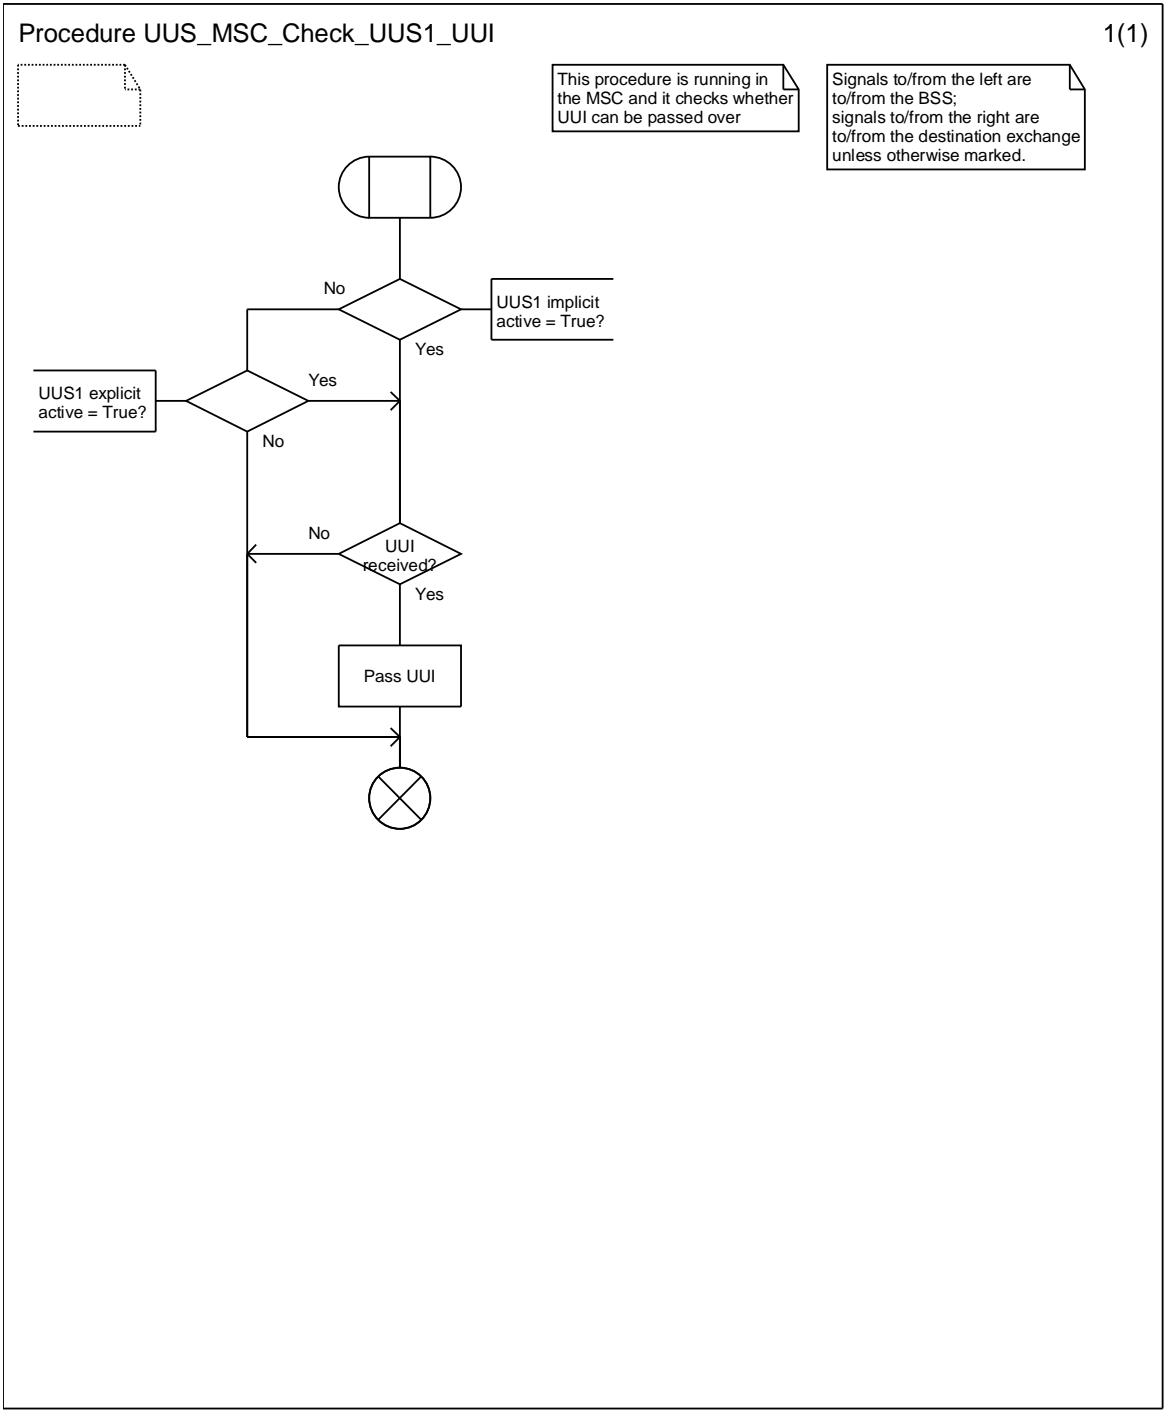 Procedure UUS_MSC_Check_UUS1_UUI
1(1)
This procedure is running in
the MSC and it checks whether
UUI can be passed over
Signals to/from the left are
to/from the BSS;
signals to/from the right are
to/from the destination exchange
unless otherwise marked.
No
UUS1 implicit
active = True?
Yes
UUS1 explicit
active = True?
Yes
No
No
UUI
received?
Yes
Pass UUI